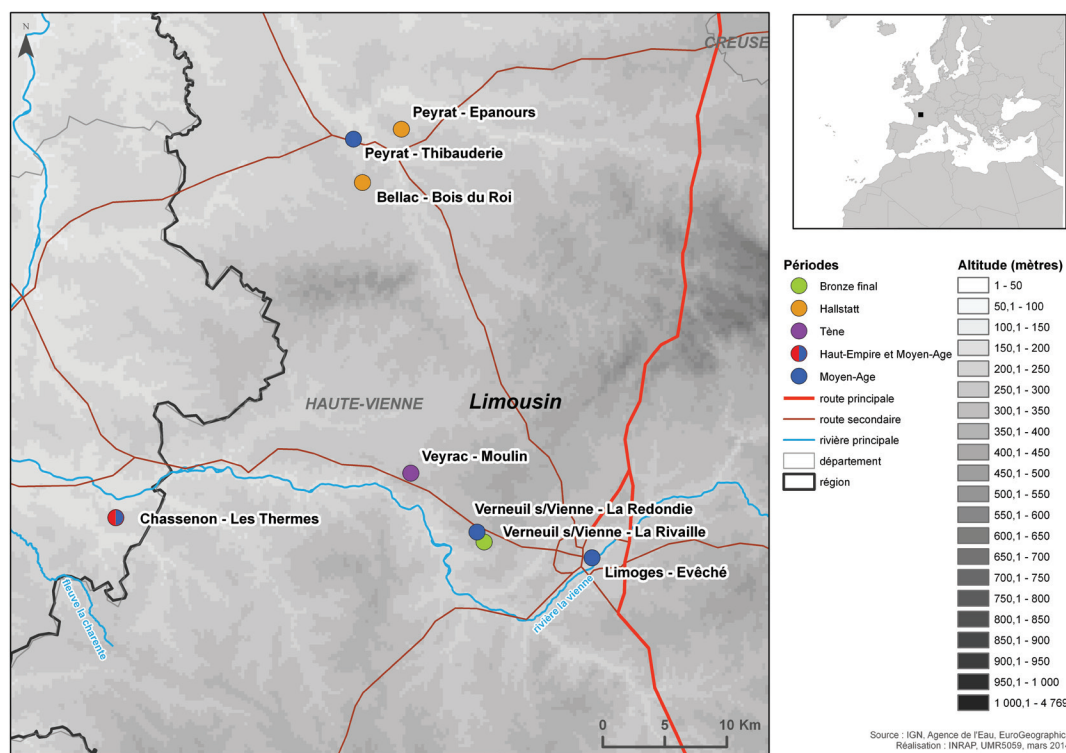 N
CREUSE
Peyrat - Epanours
Peyrat - Thibauderie
Bellac - Bois du Roi
HAUTE-VIENNE
Limousin
Veyrac - Moulin
Verneuil s/Vienne - La Redondie
Verneuil s/Vienne - La Rivaille
Chassenon - Les Thermes
Limoges - Evêché
rivière la vienne
fleuve la charente
0 5 10 Km
Périodes
Bronze final
Hallstatt
Tène
Haut-Empire et Moyen-Age
Moyen-Age
route principale
route secondaire
rivière principale
département
région
Altitude (mètres)
1 - 50
50,1 - 100
100,1 - 150
150,1 - 200
200,1 - 250
250,1 - 300
300,1 - 350
350,1 - 400
400,1 - 450
450,1 - 500
500,1 - 550
550,1 - 600
600,1 - 650
650,1 - 700
700,1 - 750
750,1 - 800
800,1 - 850
850,1 - 900
900,1 - 950
950,1 - 1 000
1 000,1 - 4 769
Source : IGN, Agence de l'Eau, EuroGeographic
Réalisation : INRAP, UMR5059, mars 201